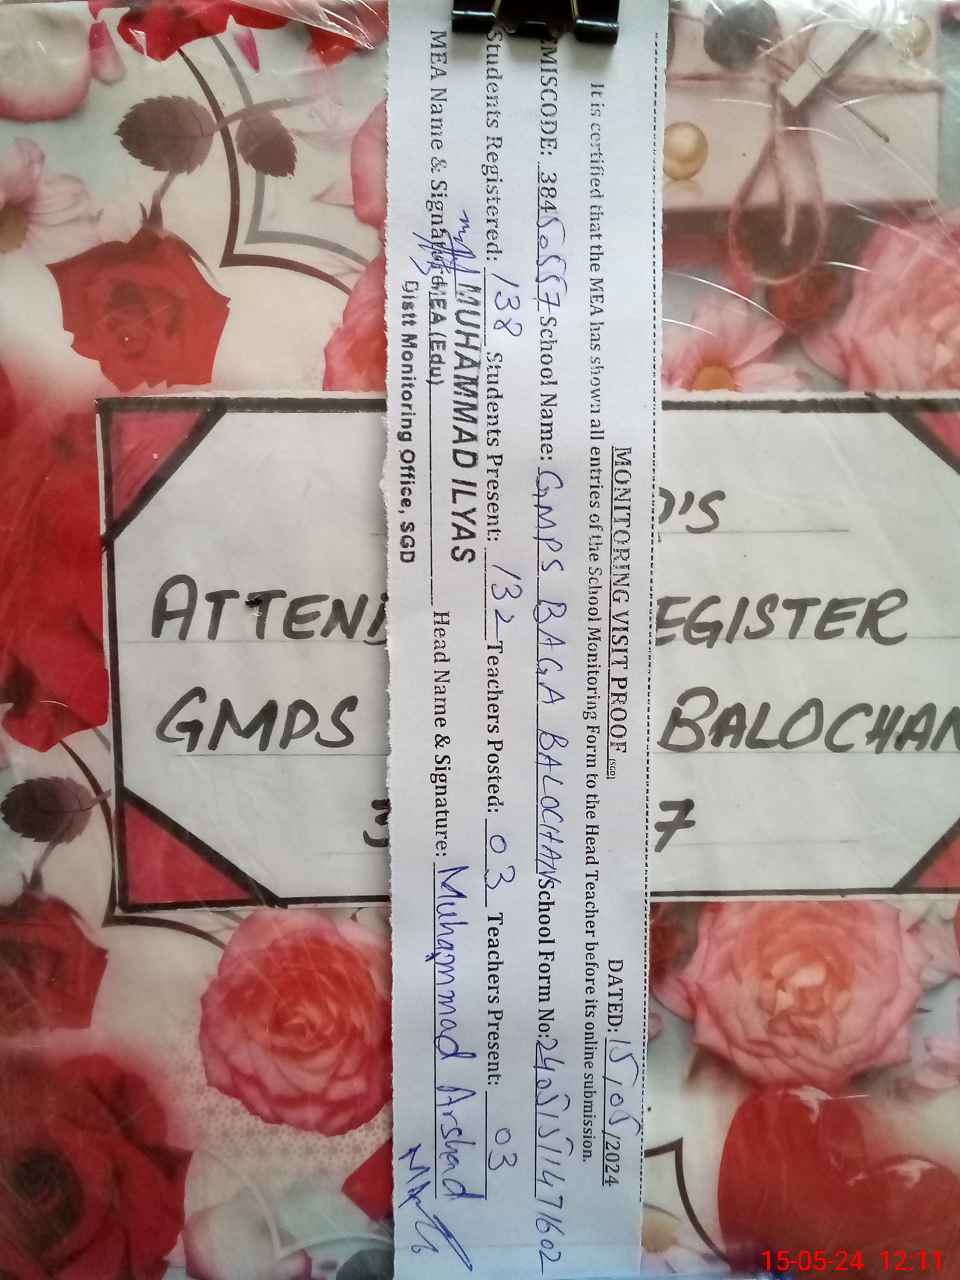 MONITORING VISIT PROOF (SGD) DATED: 15/05/2024
It is certified that the MEA has shown all entries of the School Monitoring Form to the Head Teacher before its online submission.
EMISCODE: 38450557 School Name: GMPS BAGA BALOCHAN School Form No: 24051511471602
Students Registered: 138 Students Present: 132 Teachers Posted: 03 Teachers Present: 03
MEA Name & Signature: Head Name & Signature: Muhammad Arshad
MUHAMMAD ILYAS
MEA (Edu)
Distt Monitoring Office, SGD
'S
ATTEN EGISTER
GMPS BALOCHAN
7
15-05-24 12:11